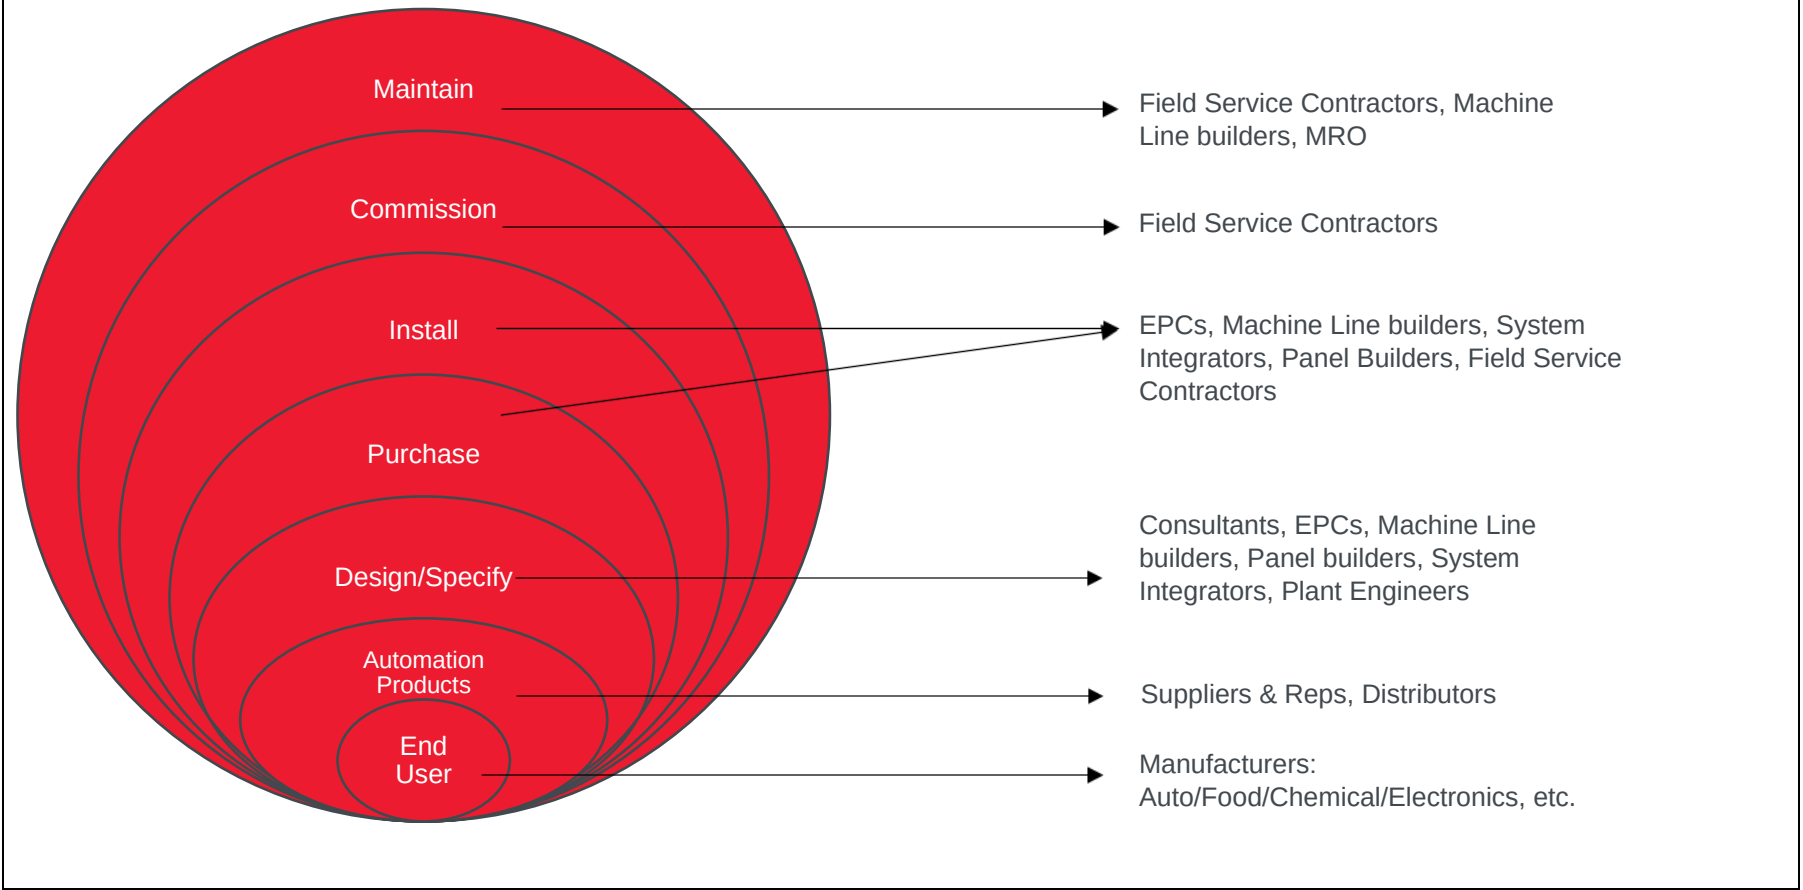 Maintain
Field Service Contractors, Machine
Line builders, MRO
Commission
Field Service Contractors
Install
EPCs, Machine Line builders, System
Integrators, Panel Builders, Field Service
Contractors
Purchase
Design/Specify
Consultants, EPCs, Machine Line
builders, Panel builders, System
Integrators, Plant Engineers
Automation
Products
Suppliers & Reps, Distributors
End
User
Manufacturers:
Auto/Food/Chemical/Electronics, etc.